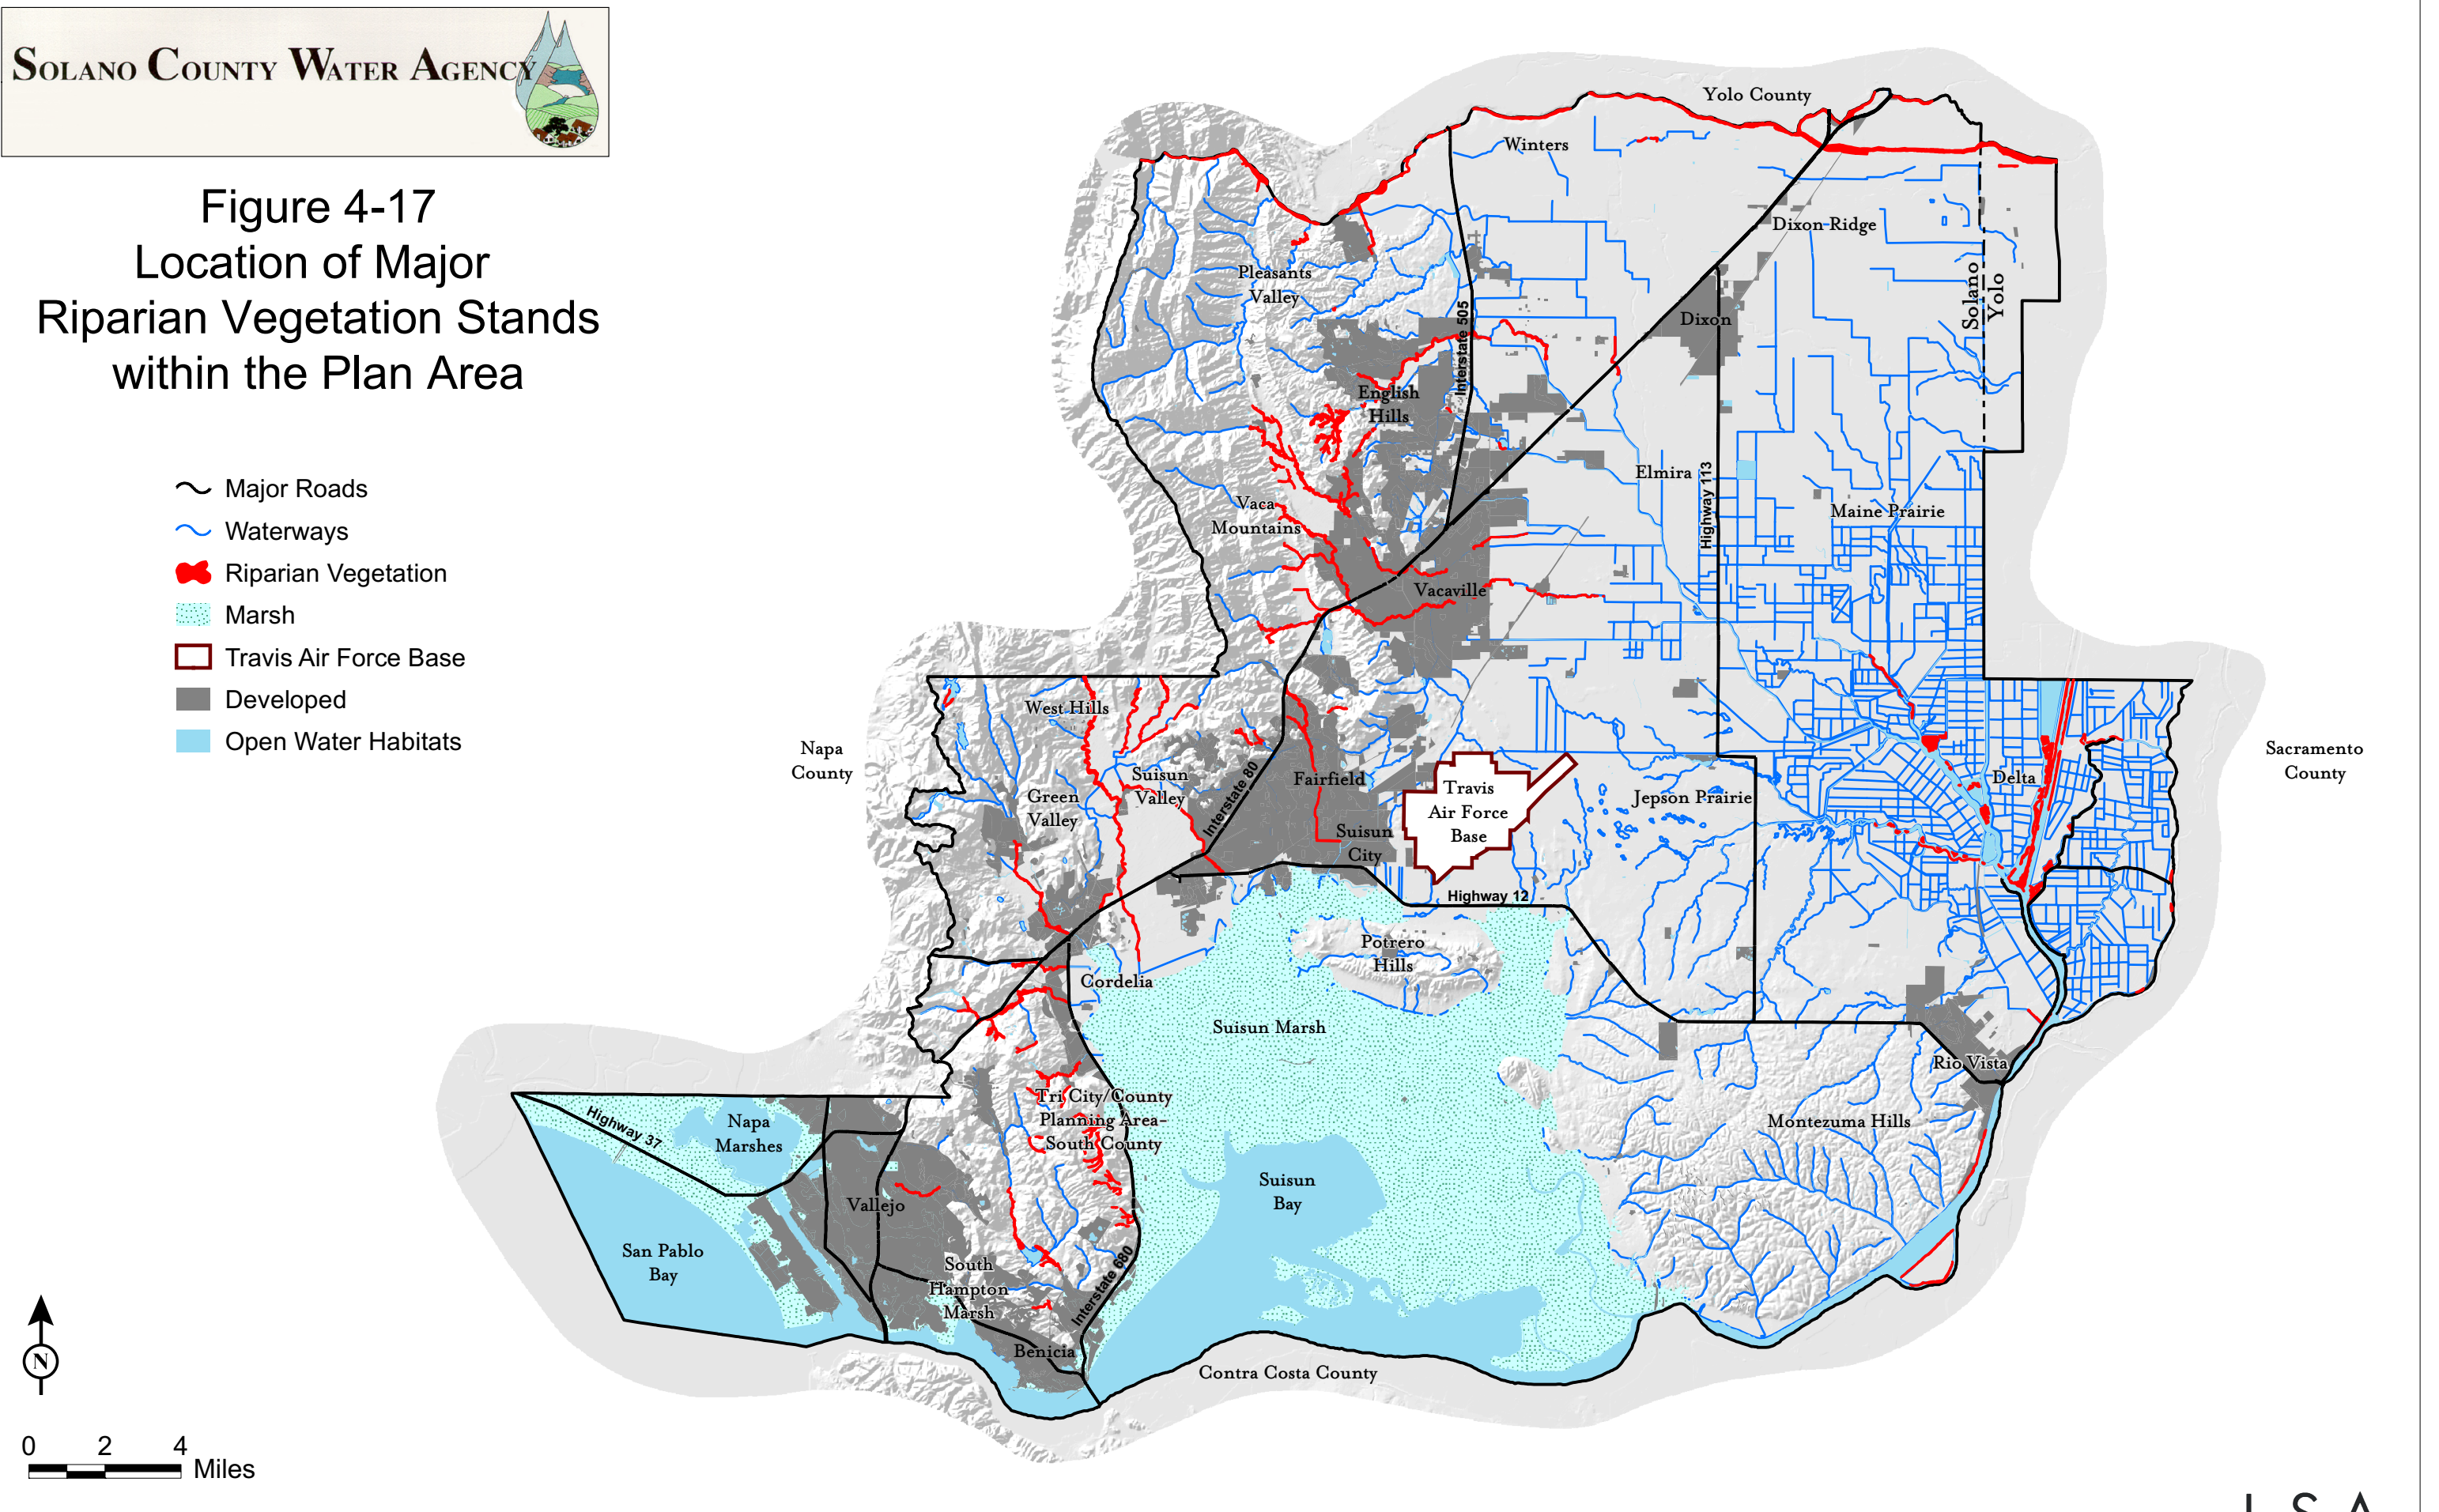 SOLANO COUNTY WATER AGENCY
Figure 4-17
Location of Major
Riparian Vegetation Stands
within the Plan Area
Major Roads
Waterways
Riparian Vegetation
Marsh
Travis Air Force Base
Developed
Open Water Habitats
Yolo County
Winters
Dixon Ridge
Pleasants
Valley
Solano
Yolo
Interstate 505
Dixon
English
Hills
Elmira
Highway 113
Vaca
Mountains
Maine Prairie
Vacaville
West Hills
Napa
County
Sacramento
County
Suisun
Valley
Interstate 80
Fairfield
Travis
Air Force
Base
Jepson Prairie
Delta
Green
Valley
Suisun
City
Highway 12
Potrero
Hills
Cordelia
Suisun Marsh
Rio Vista
Tri City/County
Planning Area-
South County
Montezuma Hills
Highway 37
Napa
Marshes
Vallejo
Suisun
Bay
San Pablo
Bay
South
Hampton
Marsh
Interstate 680
Benicia
Contra Costa County
N
0 2 4
Miles
LSA